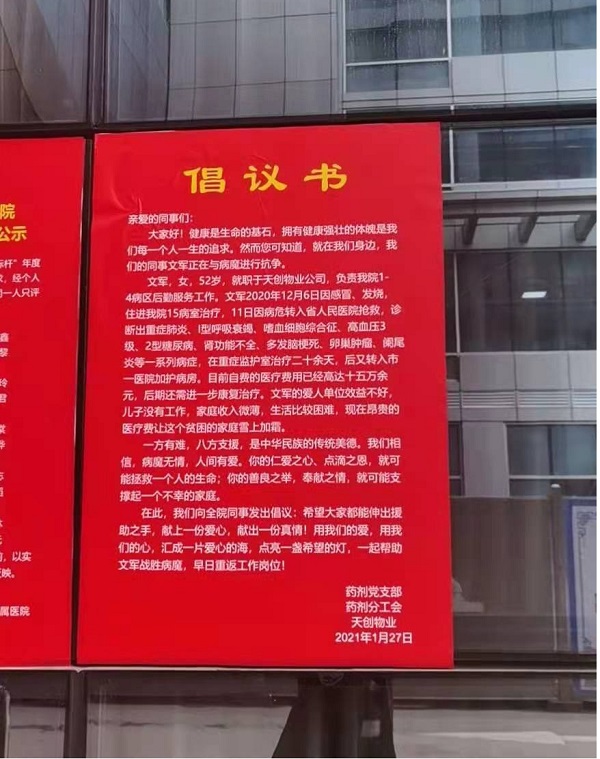 院
公示
标杆”年度
求，经个人
同一人只评
鑫
黎
玲
君
堂
华
，以实
反映。
属医院
倡议书
亲爱的同事们：
大家好！健康是生命的基石，拥有健康强壮的体魄是我
们每一个人一生的追求。然而您可知道，就在我们身边，我
们的同事文军正在与病魔进行抗争。
文军，女，52岁，就职于天创物业公司，负责我院1-
4病区后勤服务工作。文军2020年12月6日因感冒、发烧，
住进我院15病室治疗，11日因病危转入省人民医院抢救，诊
断出重症肺炎、I型呼吸衰竭、嗜血细胞综合征、高血压3
级、2型糖尿病、肾功能不全、多发脑梗死、卵巢肿瘤、阑尾
炎等一系列病症，在重症监护室治疗二十余天，后又转入市
一医院加护病房。目前自费的医疗费用已经高达十五万余
元，后期还需进一步康复治疗。文军的爱人单位效益不好，
儿子没有工作，家庭收入微薄，生活比较困难，现在昂贵的
医疗费让这个贫困的家庭雪上加霜。
一方有难，八方支援，是中华民族的传统美德。我们相
信，病魔无情，人间有爱。你的仁爱之心、点滴之恩，就可
能拯救一个人的生命；你的善良之举，奉献之情，就可能支
撑起一个不幸的家庭。
在此，我们向全院同事发出倡议：希望大家都能伸出援
助之手，献上一份爱心，献出一份真情！用我们的爱，用我
们的心，汇成一片爱心的海，点亮一盏希望的灯，一起帮助
文军战胜病魔，早日重返工作岗位！
药剂党支部
药剂分工会
天创物业
2021年1月27日